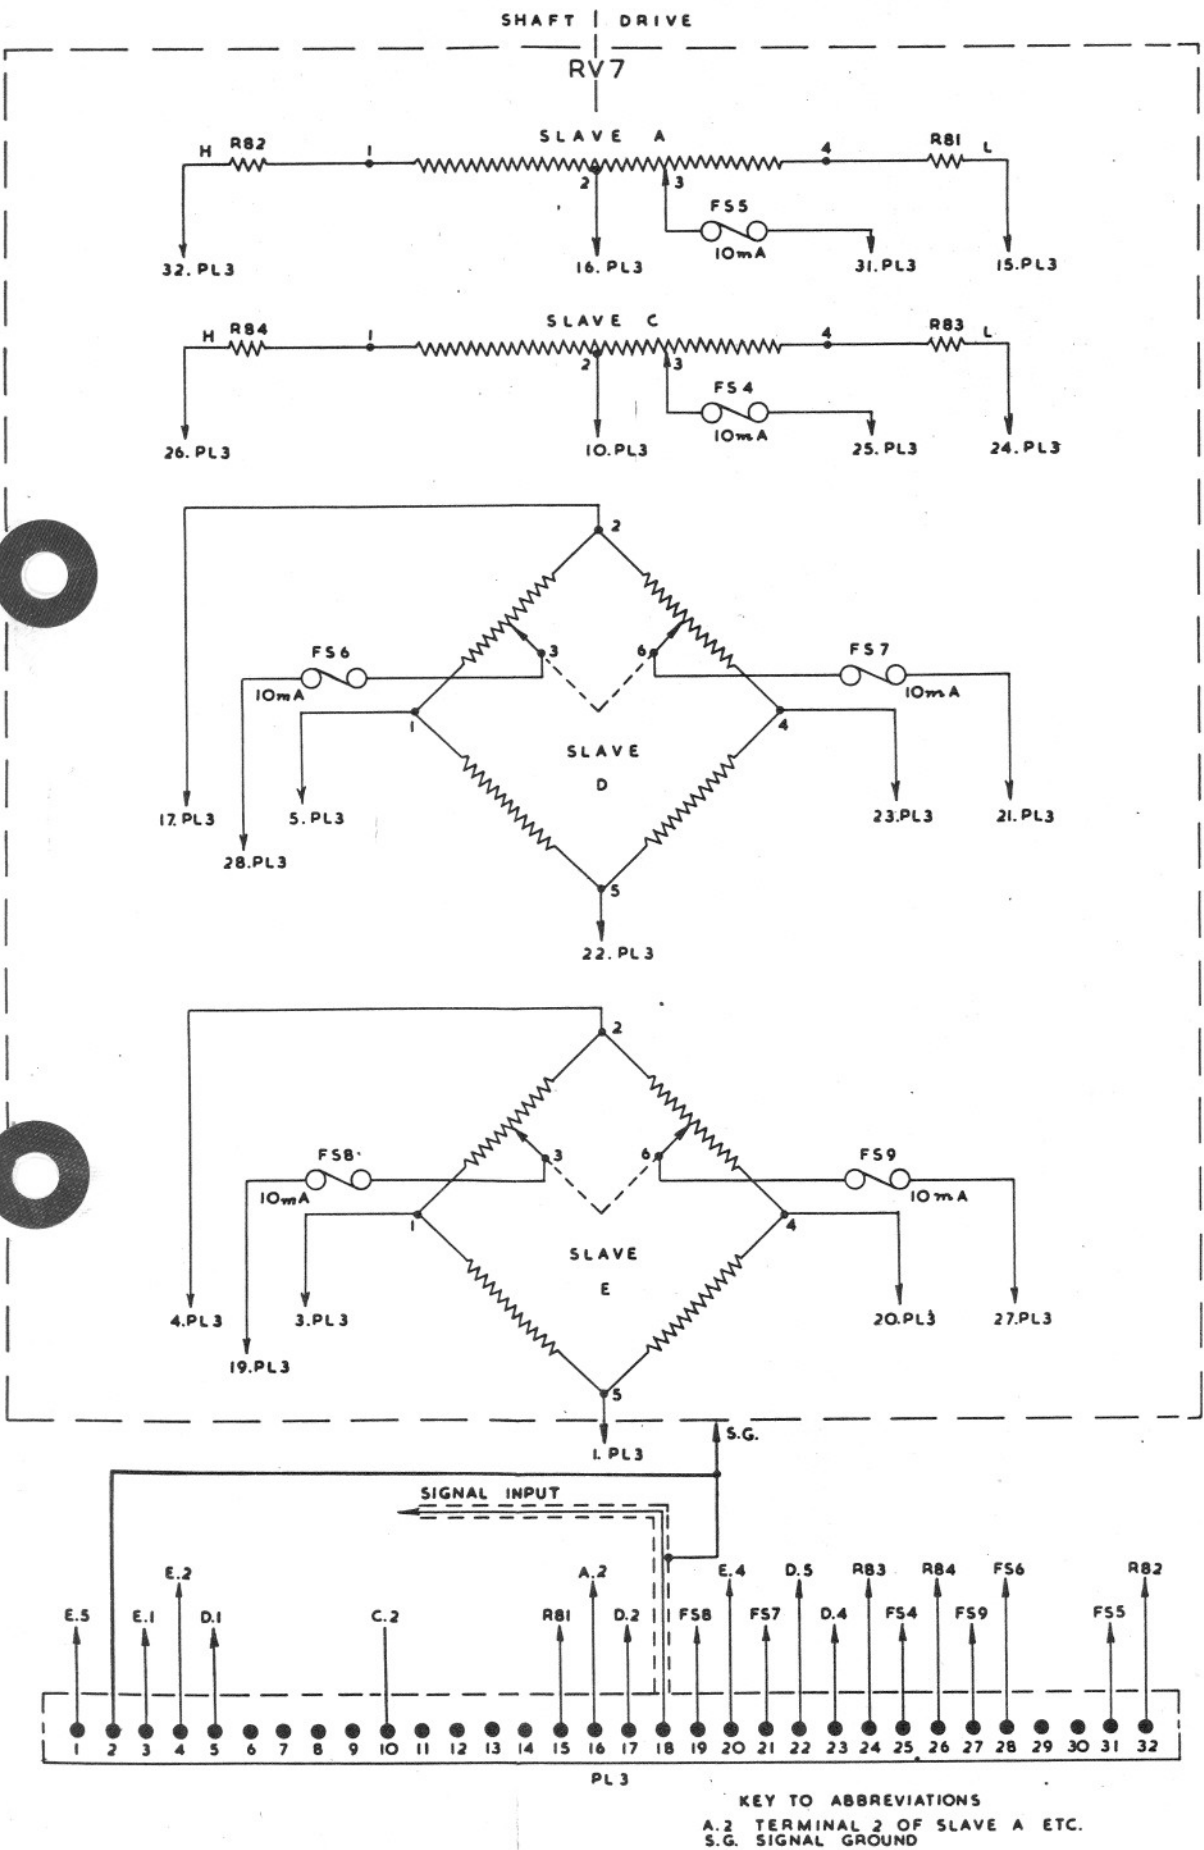 SHAFT DRIVE
RV7
SLAVE A
H R82 1 2 3 4 R81 L
FS5
10mA
32.PL3 16.PL3 31.PL3 15.PL3
SLAVE C
H R84 1 2 3 4 R83 L
FS4
10mA
26.PL3 10.PL3 25.PL3 24.PL3
2
FS6 3 6 FS7
10mA 10mA
1 4
SLAVE
D
17.PL3 5.PL3 23.PL3 21.PL3
28.PL3
5
22.PL3
2
FS8 3 6 FS9
10mA 10mA
1 4
SLAVE
E
4.PL3 3.PL3 20.PL3 27.PL3
19.PL3
5
1.PL3 S.G.
SIGNAL INPUT
E.2 A.2 E.4 D.5 R83 R84 FS6 R82
E.5 E.1 D.1 C.2 R81 D.2 FS8 FS7 D.4 FS4 FS9 FS5
1 2 3 4 5 6 7 8 9 10 11 12 13 14 15 16 17 18 19 20 21 22 23 24 25 26 27 28 29 30 31 32
PL3
KEY TO ABBREVIATIONS
A.2 TERMINAL 2 OF SLAVE A ETC.
S.G. SIGNAL GROUND